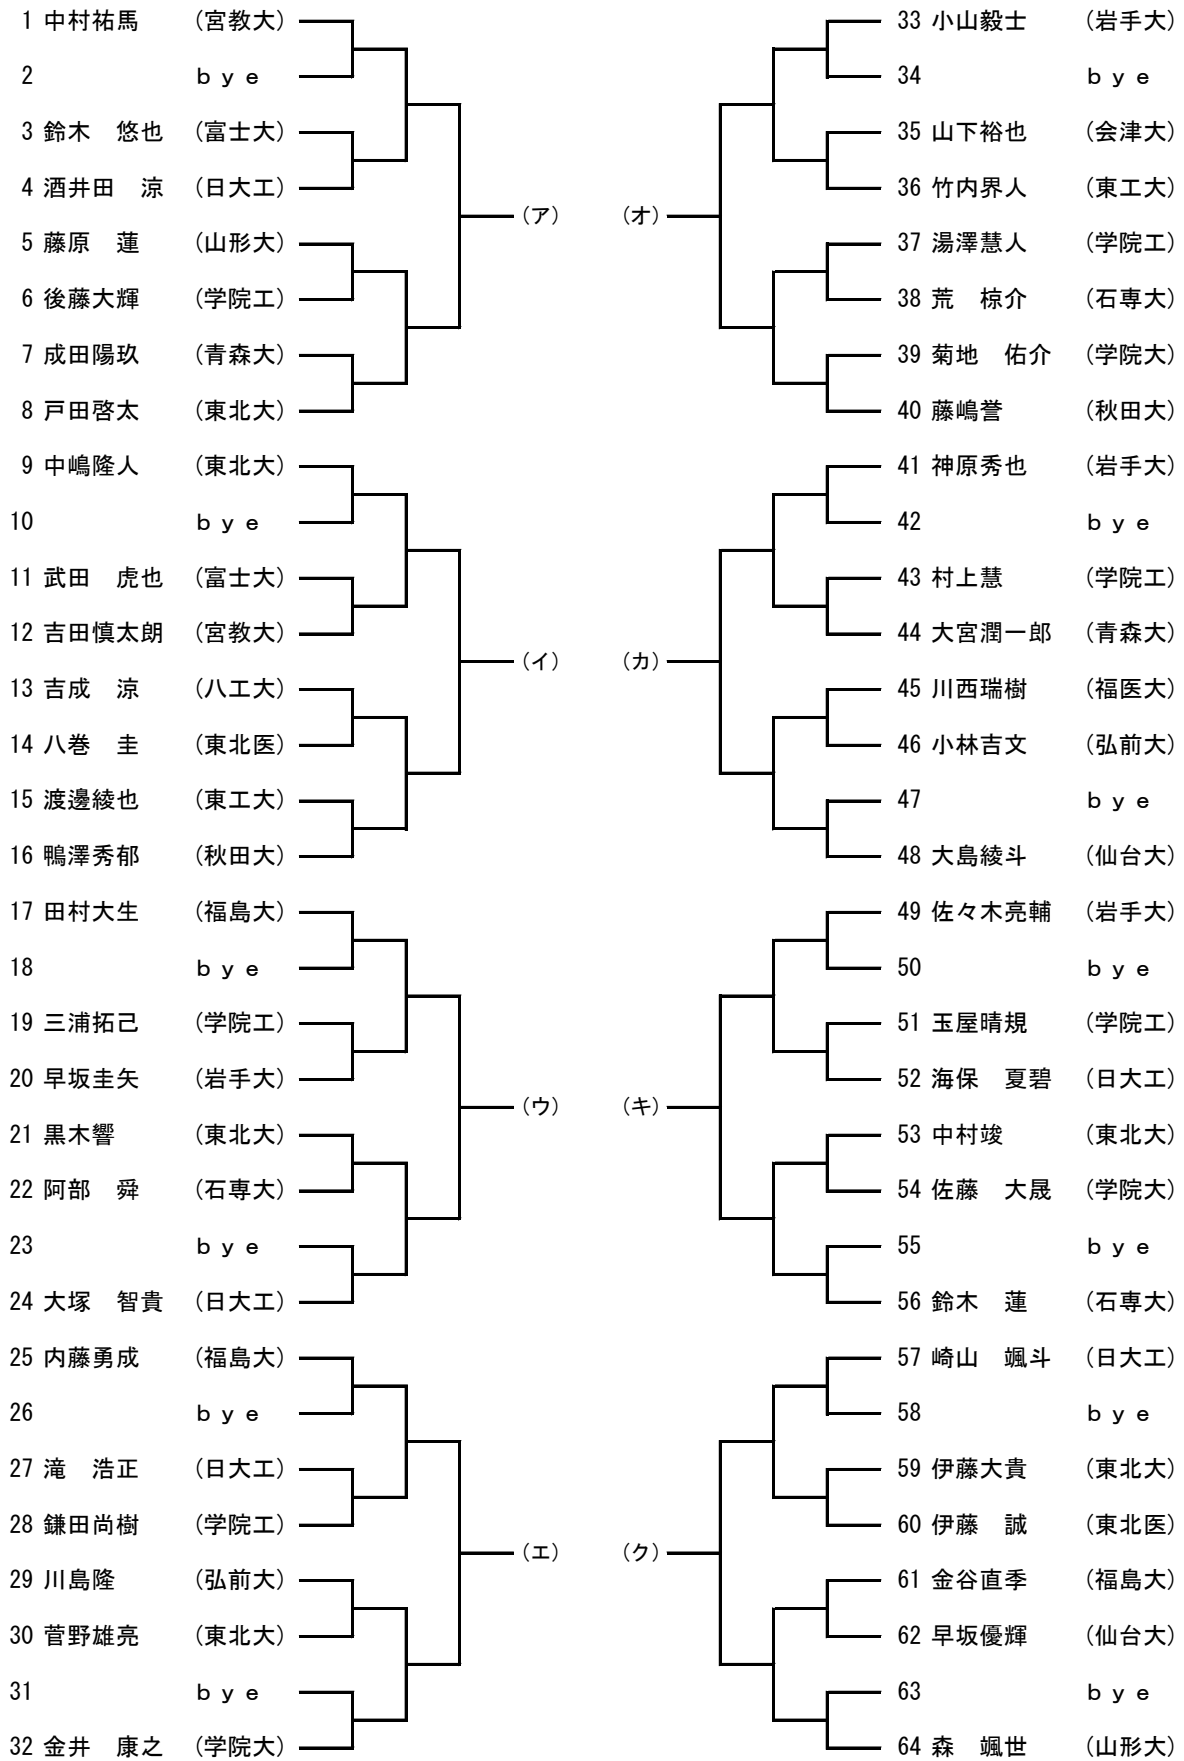 1 中村祐馬 （宮教大）
2 ｂｙｅ
3 鈴木　悠也 （富士大）
4 酒井田　涼 （日大工）
（ア）
5 藤原　蓮 （山形大）
6 後藤大輝 （学院工）
7 成田陽玖 （青森大）
8 戸田啓太 （東北大）
9 中嶋隆人 （東北大）
10 ｂｙｅ
11 武田　虎也 （富士大）
12 吉田慎太朗 （宮教大）
（イ）
13 吉成　涼 （八工大）
14 八巻　圭 （東北医）
15 渡邊綾也 （東工大）
16 鴨澤秀郁 （秋田大）
17 田村大生 （福島大）
18 ｂｙｅ
19 三浦拓己 （学院工）
20 早坂圭矢 （岩手大）
（ウ）
21 黒木響 （東北大）
22 阿部　舜 （石専大）
23 ｂｙｅ
24 大塚　智貴 （日大工）
25 内藤勇成 （福島大）
26 ｂｙｅ
27 滝　浩正 （日大工）
28 鎌田尚樹 （学院工）
（エ）
29 川島隆 （弘前大）
30 菅野雄亮 （東北大）
31 ｂｙｅ
32 金井　康之 （学院大）
33 小山毅士 （岩手大）
34 ｂｙｅ
35 山下裕也 （会津大）
36 竹内界人 （東工大）
（オ）
37 湯澤慧人 （学院工）
38 荒　椋介 （石専大）
39 菊地　佑介 （学院大）
40 藤嶋誉 （秋田大）
41 神原秀也 （岩手大）
42 ｂｙｅ
43 村上慧 （学院工）
44 大宮潤一郎 （青森大）
（カ）
45 川西瑞樹 （福医大）
46 小林吉文 （弘前大）
47 ｂｙｅ
48 大島綾斗 （仙台大）
49 佐々木亮輔 （岩手大）
50 ｂｙｅ
51 玉屋晴規 （学院工）
52 海保　夏碧 （日大工）
（キ）
53 中村竣 （東北大）
54 佐藤　大晟 （学院大）
55 ｂｙｅ
56 鈴木　蓮 （石専大）
57 崎山　颯斗 （日大工）
58 ｂｙｅ
59 伊藤大貴 （東北大）
60 伊藤　誠 （東北医）
（ク）
61 金谷直季 （福島大）
62 早坂優輝 （仙台大）
63 ｂｙｅ
64 森　颯世 （山形大）